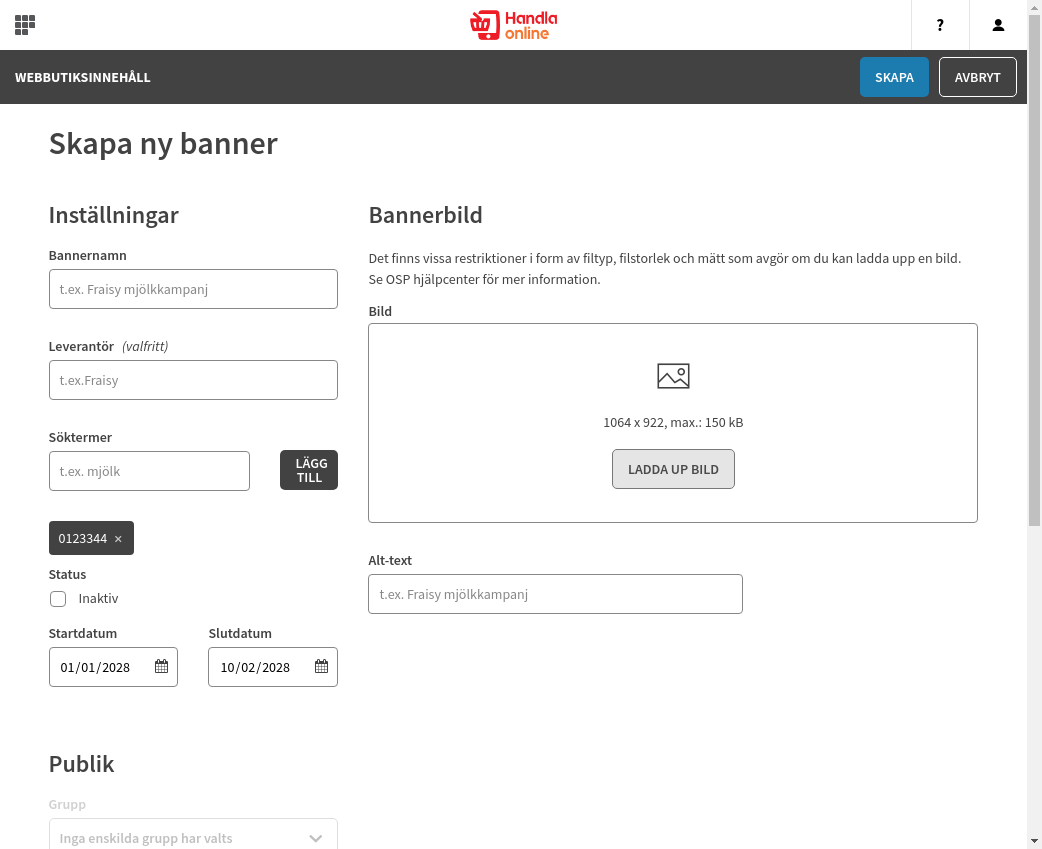 Handla
online
?
WEBBUTIKSINNEHÅLL
SKAPA
AVBRYT
Skapa ny banner
Inställningar
Bannernamn
t.ex. Fraisy mjölkkampanj
Leverantör (valfritt)
t.ex.Fraisy
Söktermer
t.ex. mjölk
LÄGG
TILL
0123344 ×
Status
Inaktiv
Startdatum
Slutdatum
01/01/2028
10/02/2028
Publik
Grupp
Inga enskilda grupp har valts
Bannerbild
Det finns vissa restriktioner i form av filtyp, filstorlek och mätt som avgör om du kan ladda upp en bild.
Se OSP hjälpcenter för mer information.
Bild
1064 x 922, max.: 150 kB
LADDA UP BILD
Alt-text
t.ex. Fraisy mjölkkampanj